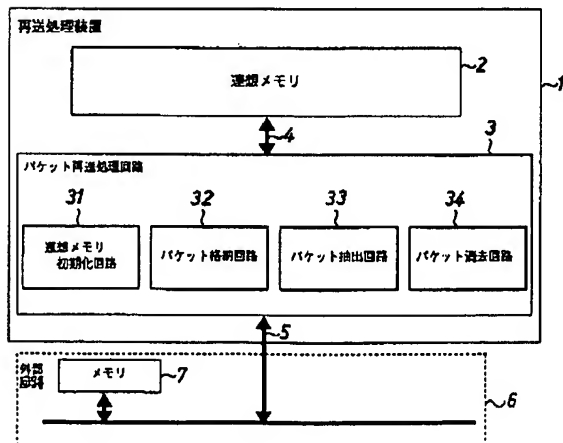 再送処理装置
連想メモリ
2
1
4
3
パケット再送処理回路
31
32
33
34
連想メモリ
初期化回路
パケット格納回路
パケット抽出回路
パケット消去回路
5
外部
回路
メモリ
7
6